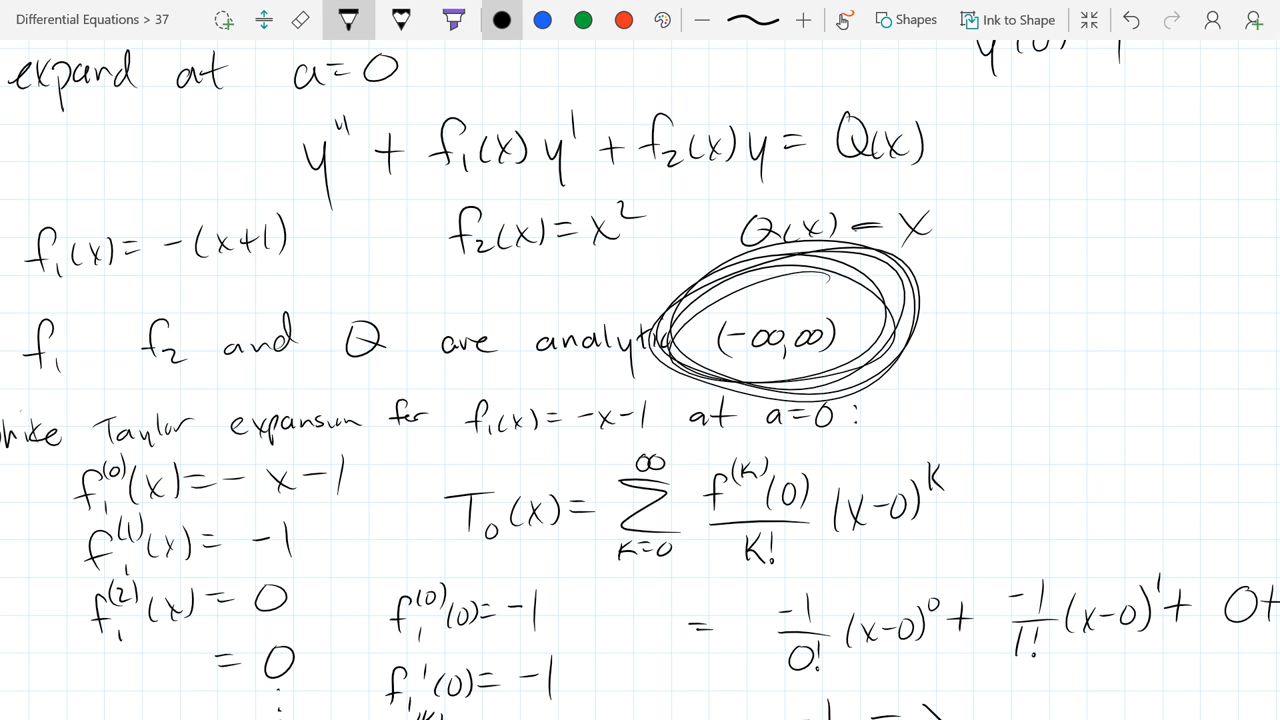 Differential Equations > 37
Shapes
Ink to Shape
expand at a=0
y'' + f₁(x) y' + f₂(x) y = Q(x)
f₁(x) = -(x+1) f₂(x) = x² Q(x) = x
f₁ f₂ and Q are analytic (-∞,∞)
Taylor expansion for f₁(x) = -x-1 at a=0 :
f₁⁽⁰⁾(x) = - x - 1 T₀(x) = ∑ₖ₌₀^∞ f⁽ᵏ⁾(0)/k! (x-0)ᵏ
f₁⁽¹⁾(x) = -1
f₁⁽²⁾(x) = 0 f₁⁽⁰⁾(0) = -1 = -1/0! (x-0)⁰ + -1/1! (x-0)¹ + 0+
= 0 f₁'(0) = -1
⋮